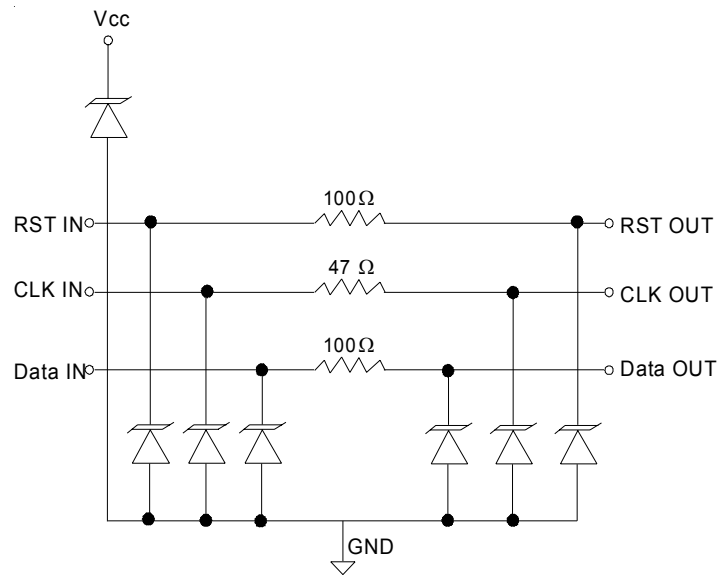 Vcc
100Ω
RST IN
RST OUT
47 Ω
CLK IN
CLK OUT
100Ω
Data IN
Data OUT
GND